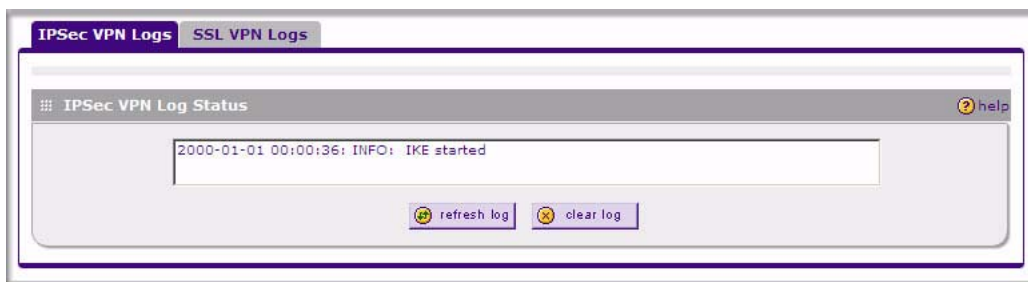 IPSec VPN Logs SSL VPN Logs
IPSec VPN Log Status help
2000-01-01 00:00:36: INFO: IKE started
refresh log clear log